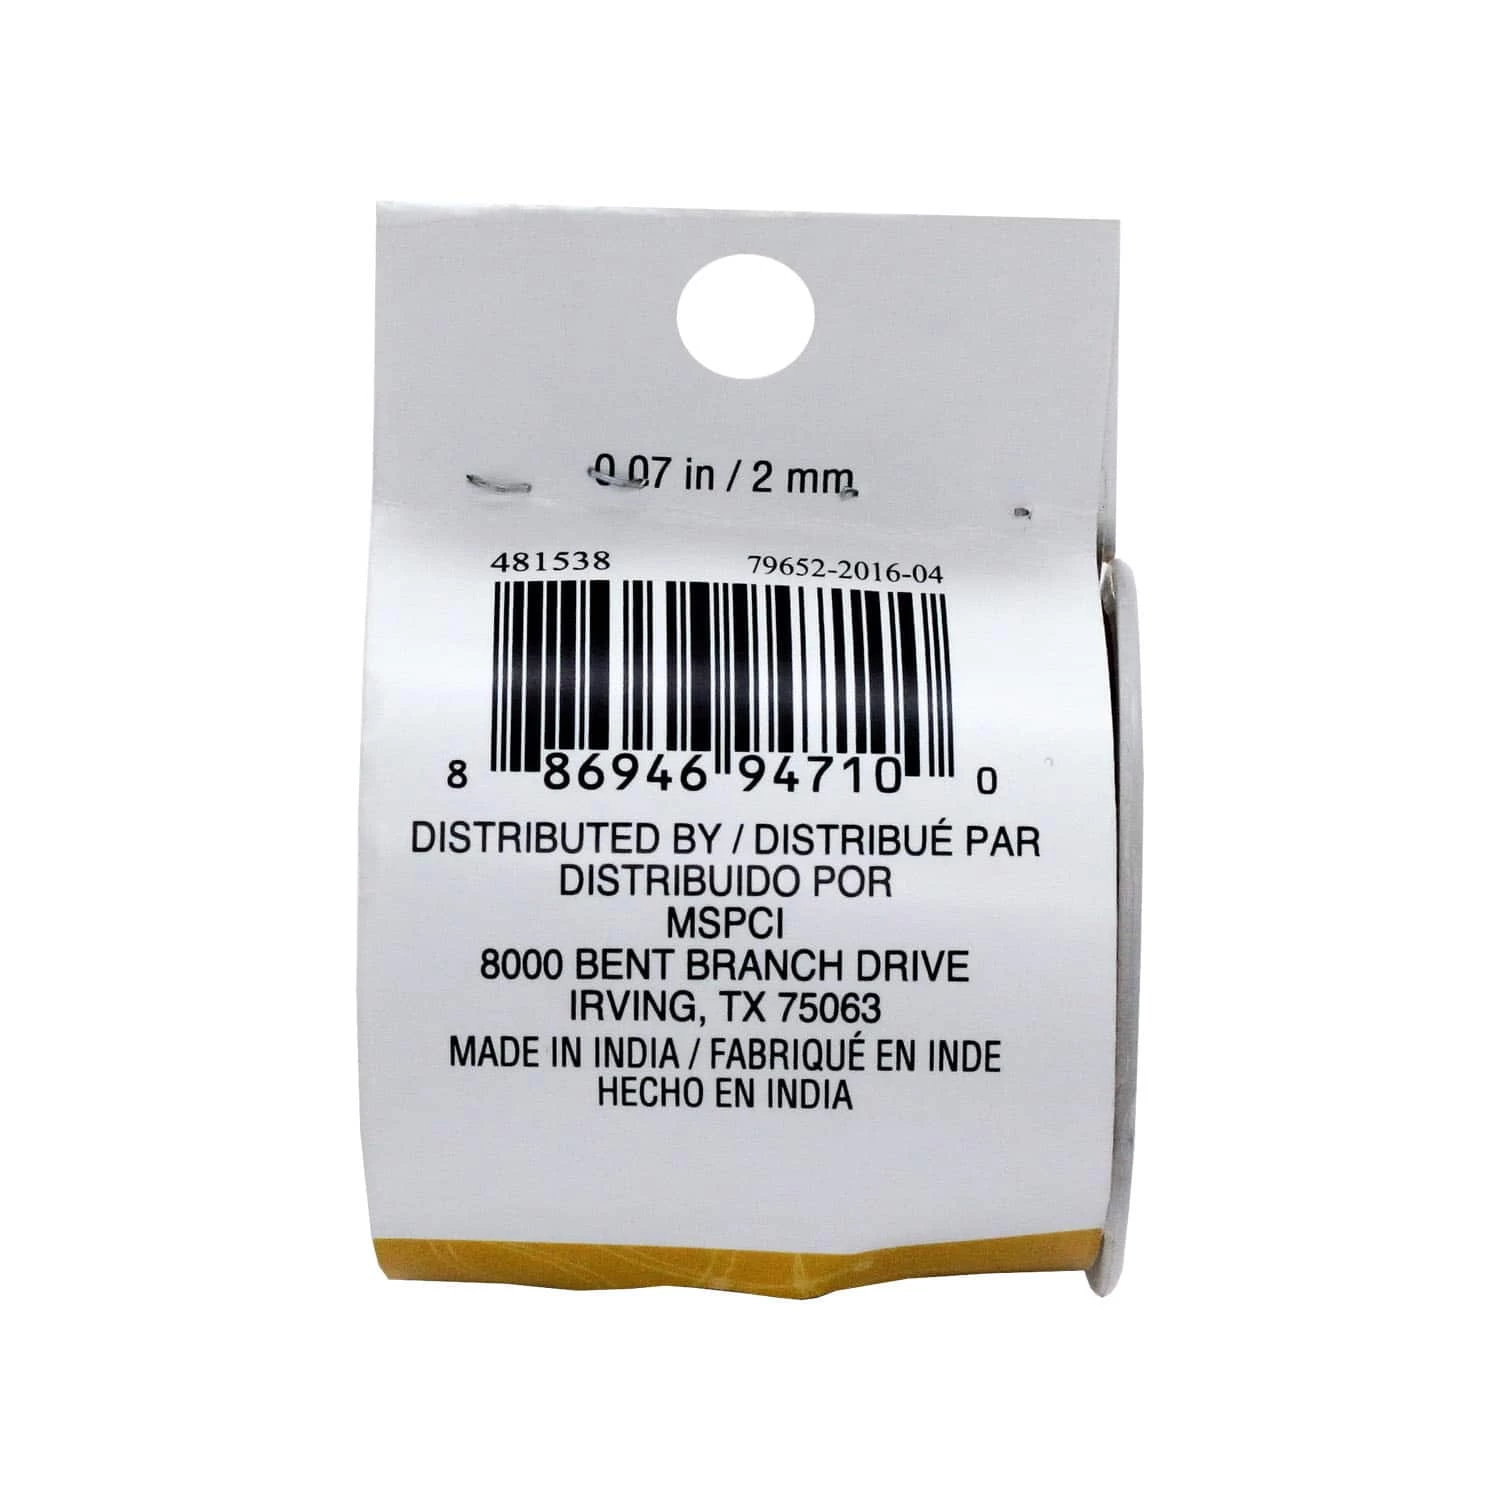 0.07 in / 2 mm
481538 79652-2016-04
8 86946 94710 0
DISTRIBUTED BY / DISTRIBUÉ PAR
DISTRIBUIDO POR
MSPCI
8000 BENT BRANCH DRIVE
IRVING, TX 75063
MADE IN INDIA / FABRIQUÉ EN INDE
HECHO EN INDIA